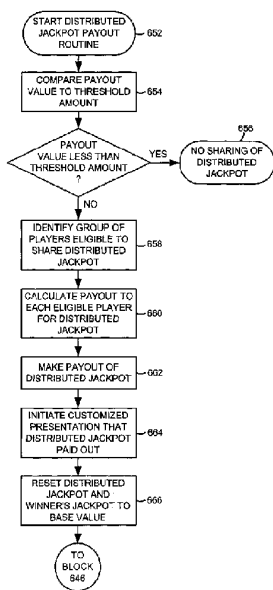 START DISTRIBUTED
JACKPOT PAYOUT
ROUTINE
652
COMPARE PAYOUT
VALUE TO THRESHOLD
AMOUNT
654
PAYOUT
VALUE LESS THAN
THRESHOLD AMOUNT
?
YES
656
NO SHARING OF
DISTRIBUTED
JACKPOT
NO
IDENTIFY GROUP OF
PLAYERS ELIGIBLE TO
SHARE DISTRIBUTED
JACKPOT
658
CALCULATE PAYOUT TO
EACH ELIGIBLE PLAYER
FOR DISTRIBUTED
JACKPOT
660
MAKE PAYOUT OF
DISTRIBUTED JACKPOT
662
INITIATE CUSTOMIZED
PRESENTATION THAT
DISTRIBUTED JACKPOT
PAID OUT
664
RESET DISTRIBUTED
JACKPOT AND
WINNER'S JACKPOT TO
BASE VALUE
666
TO
BLOCK
646